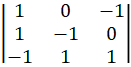 | 1 0 −1 |
| 1 −1 0 |
| −1 1 1 |